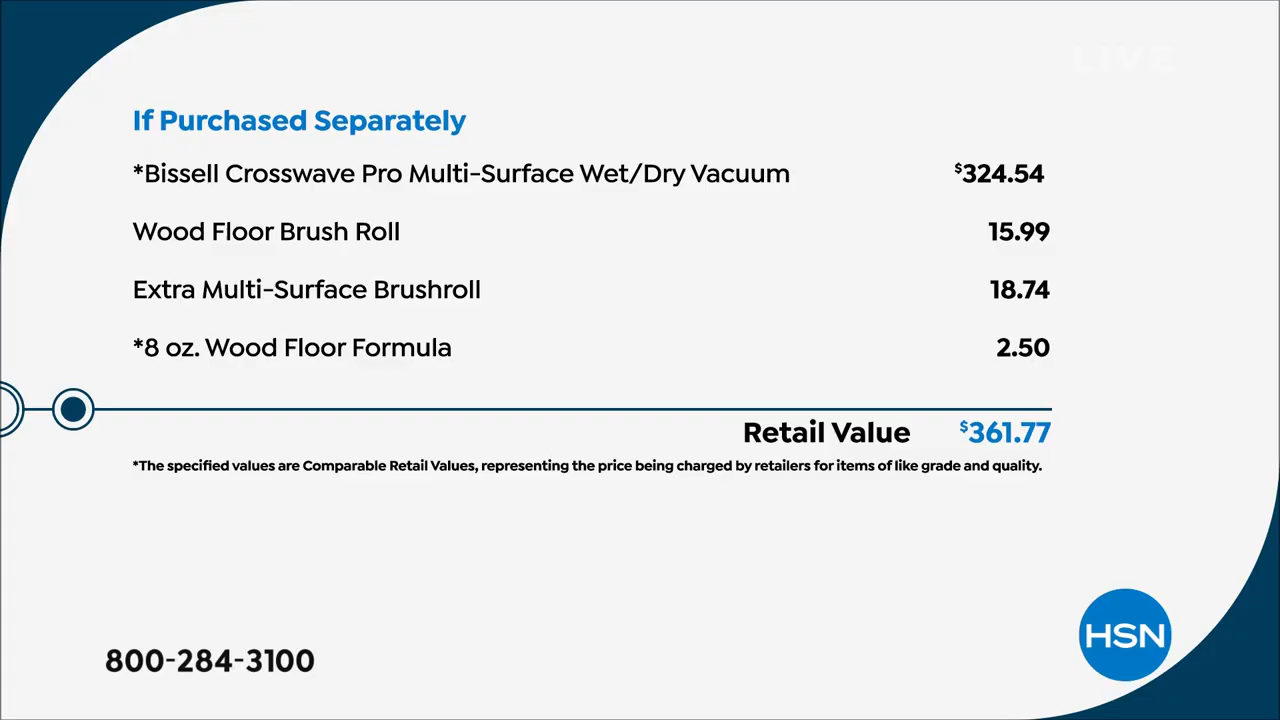 LIVE
If Purchased Separately
*Bissell Crosswave Pro Multi-Surface Wet/Dry Vacuum $324.54
Wood Floor Brush Roll 15.99
Extra Multi-Surface Brushroll 18.74
*8 oz. Wood Floor Formula 2.50
Retail Value $361.77
*The specified values are Comparable Retail Values, representing the price being charged by retailers for items of like grade and quality.
HSN
800-284-3100